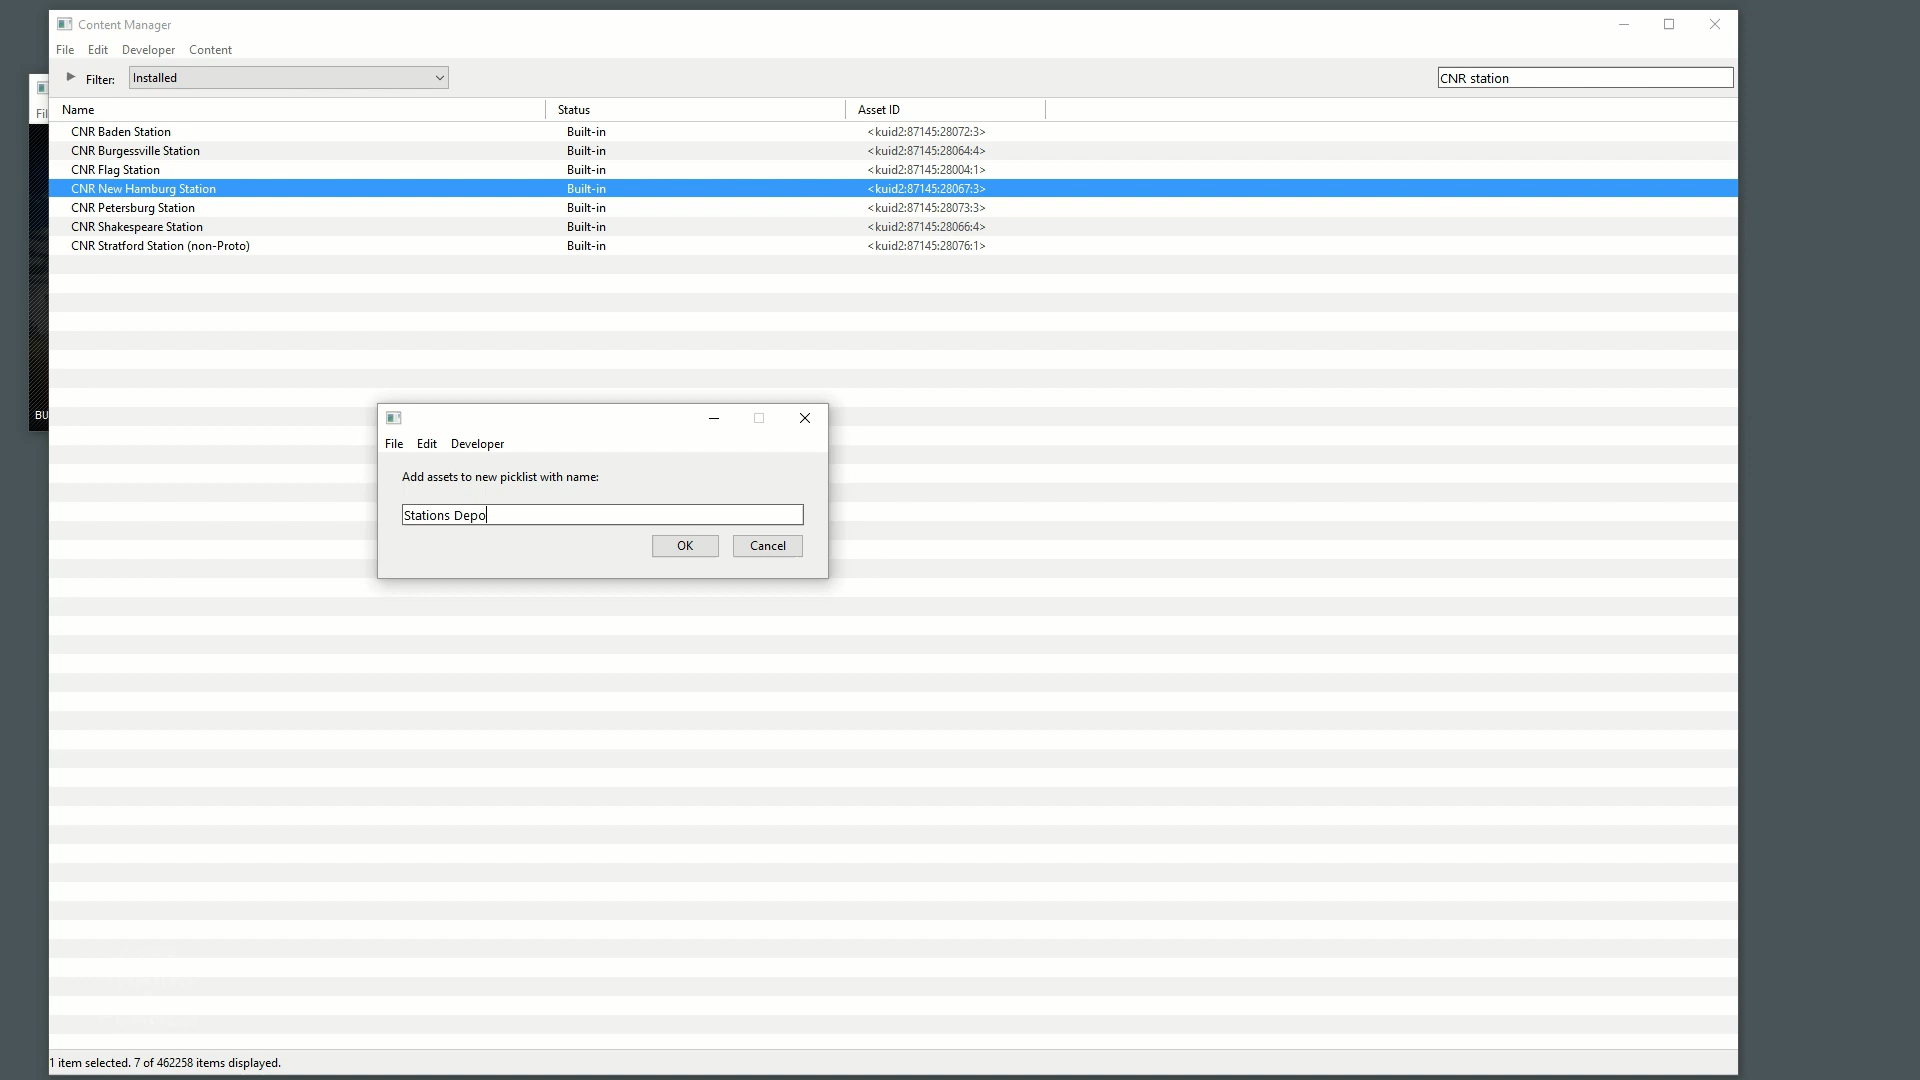 Content Manager
File Edit Developer Content
Filter: Installed CNR station
Fil
Name Status Asset ID
CNR Baden Station Built-in <kuid2:87145:28072:3>
CNR Burgessville Station Built-in <kuid2:87145:28064:4>
CNR Flag Station Built-in <kuid2:87145:28004:1>
CNR New Hamburg Station Built-in <kuid2:87145:28067:3>
CNR Petersburg Station Built-in <kuid2:87145:28073:3>
CNR Shakespeare Station Built-in <kuid2:87145:28066:4>
CNR Stratford Station (non-Proto) Built-in <kuid2:87145:28076:1>
BU
File Edit Developer
Add assets to new picklist with name:
Stations Depo
OK Cancel
1 item selected. 7 of 462258 items displayed.